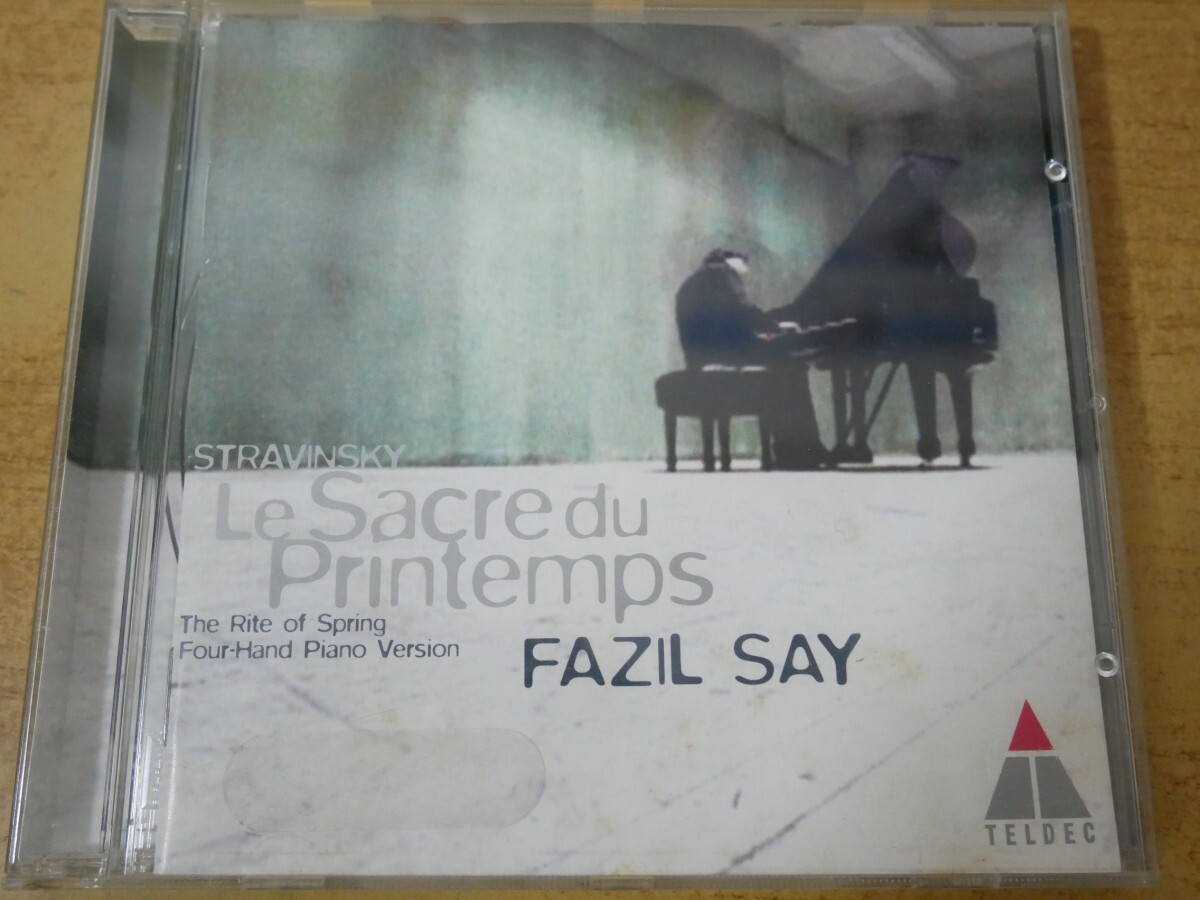 STRAVINSKY
Le Sacre du
Printemps
The Rite of Spring
Four-Hand Piano Version
FAZIL SAY
TELDEC